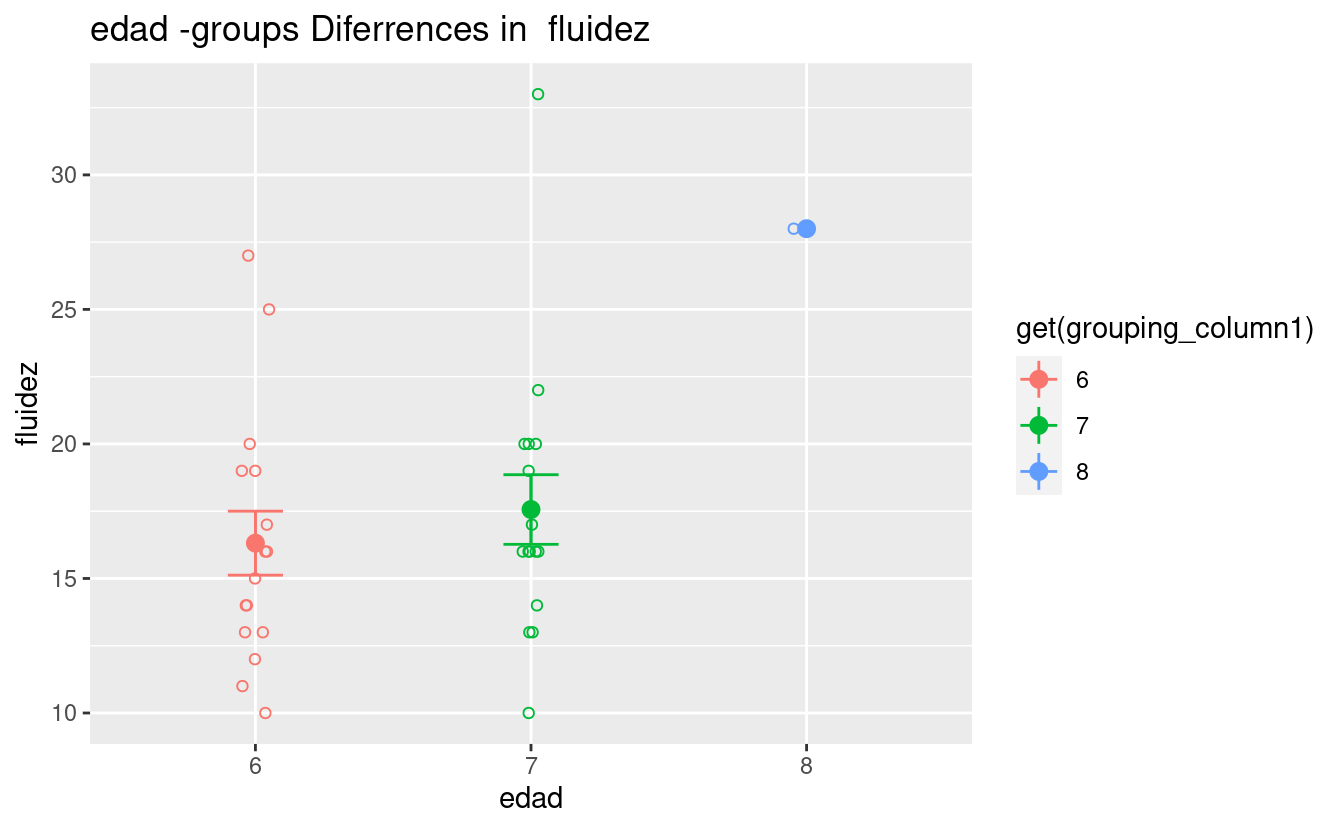 edad -groups Diferrences in  fluidez
30
25
20
15
10
fluidez
6
7
8
edad
get(grouping_column1)
6
7
8